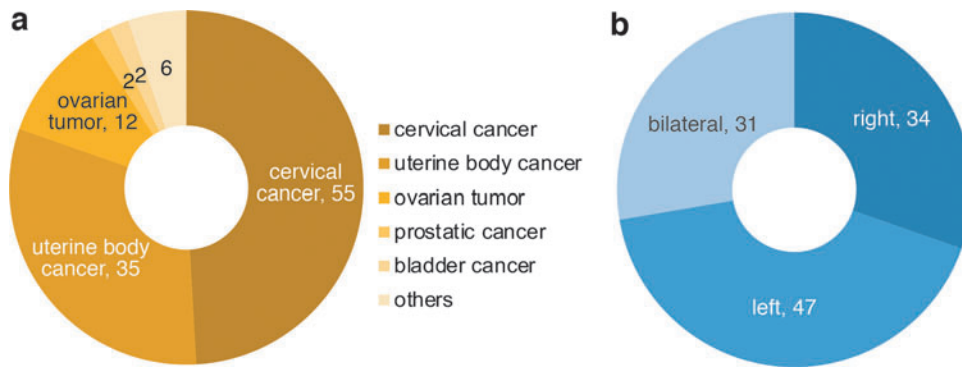 a
ovarian
tumor, 12
2
2
6
cervical
cancer, 55
uterine body
cancer, 35
cervical cancer
uterine body cancer
ovarian tumor
prostatic cancer
bladder cancer
others
b
bilateral, 31
right, 34
left, 47